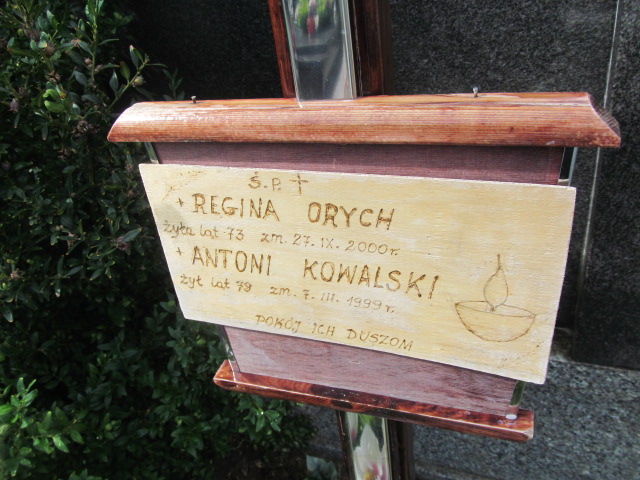 Ś.P. †
+ REGINA ORYCH
żyła lat 73 zm. 27. IX. 2000 r.
+ ANTONI KOWALSKI
żył lat 79 zm. 7. III. 1999 r.
POKÓJ ICH DUSZOM